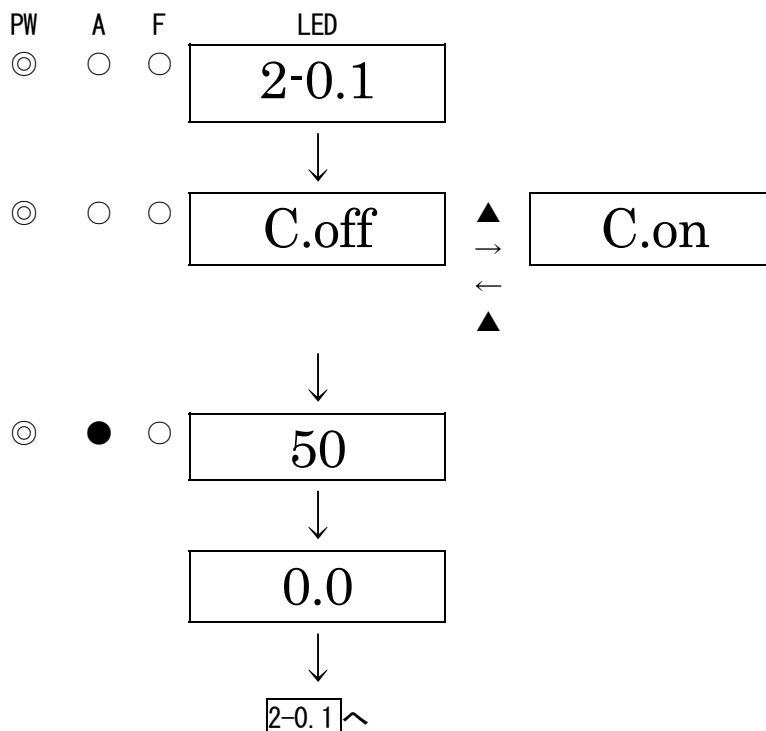 PW A F LED
◎ ○ ○ 2-0.1
↓
◎ ○ ○ C.off ▲ C.on
→
←
▲
↓
◎ ● ○ 50
↓
0.0
↓
2-0.1へ